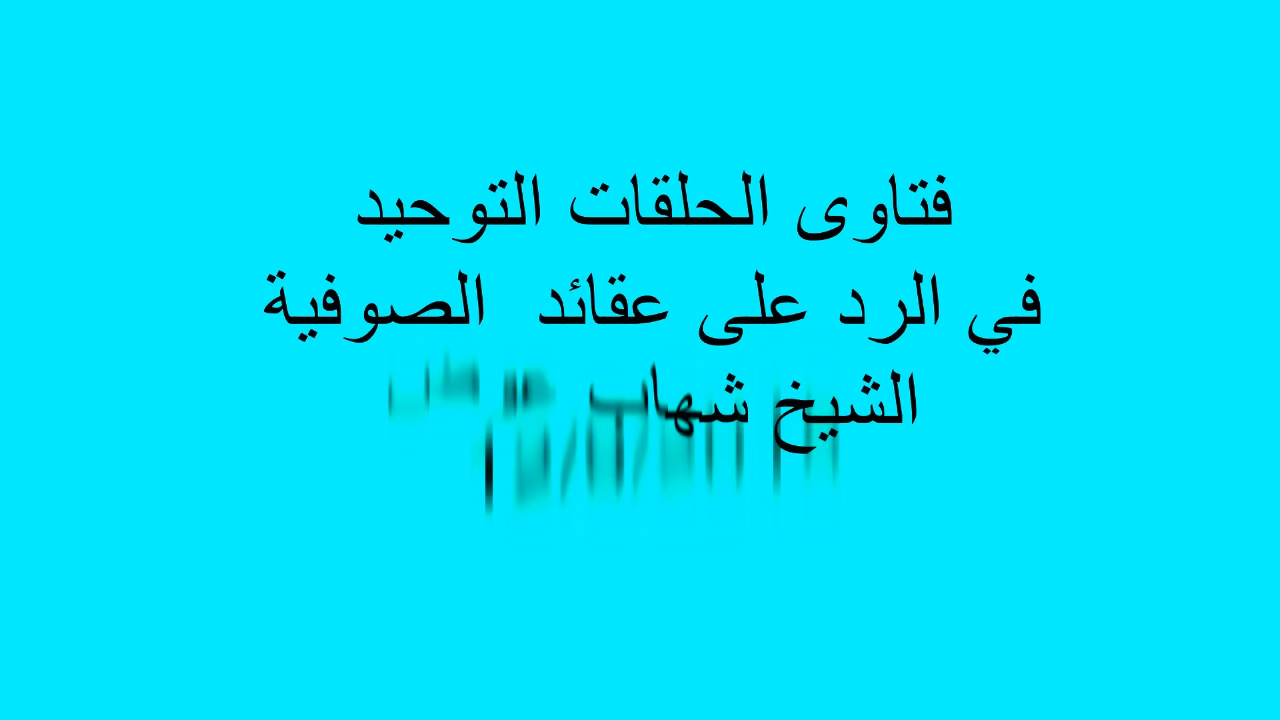 فتاوى الحلقات التوحيد
في الرد على عقائد الصوفية
الشيخ شهاب